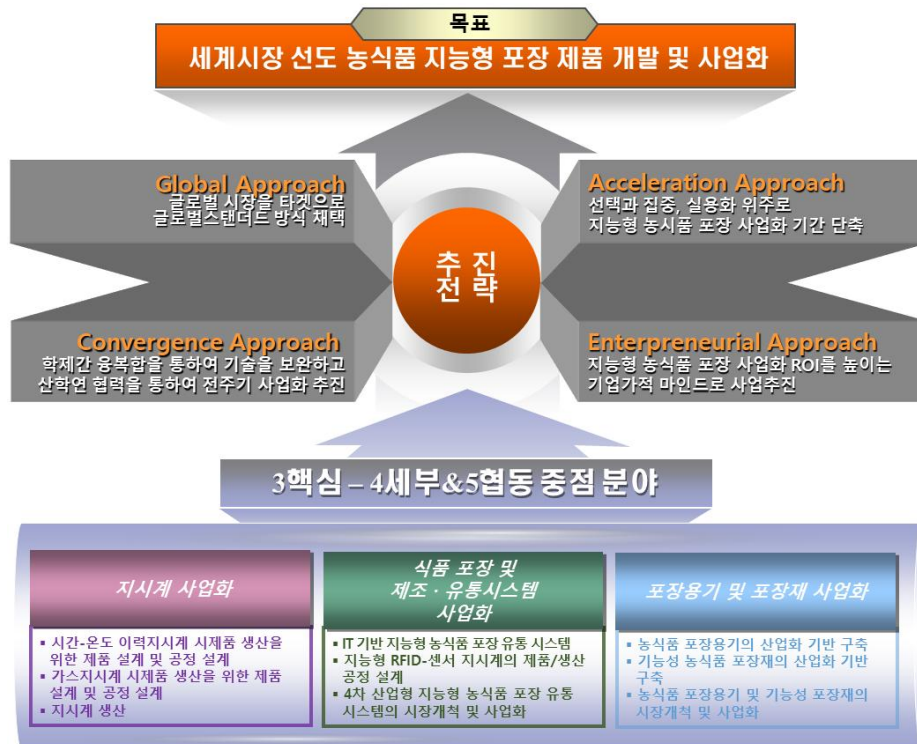 목표
세계시장 선도 농식품 지능형 포장 제품 개발 및 사업화
Global Approach
글로벌 시장을 타겟으로
글로벌스탠더드 방식 채택
Acceleration Approach
선택과 집중, 실용화 위주로
지능형 농식품 포장 사업화 기간 단축
추 진
전 략
Convergence Approach
학제간 융복합을 통하여 기술을 보완하고
산학연 협력을 통하여 전주기 사업화 추진
Enterpreneurial Approach
지능형 농식품 포장 사업화 ROI를 높이는
기업가적 마인드로 사업추진
3핵심 – 4세부&5협동 중점 분야
지시계 사업화
• 시간-온도 이력지시계 시제품 생산을
위한 제품 설계 및 공정 설계
• 가스지시계 시제품 생산을 위한 제품
설계 및 공정 설계
• 지시계 생산
식품 포장 및
제조 · 유통시스템
사업화
• IT 기반 지능형 농식품 포장 유통 시스템
• 지능형 RFID-센서 지시계의 제품/생산
공정 설계
• 4차 산업형 지능형 농식품 포장 유통
시스템의 시장개척 및 사업화
포장용기 및 포장재 사업화
• 농식품 포장용기의 산업화 기반 구축
• 기능성 농식품 포장재의 산업화 기반
구축
• 농식품 포장용기 및 기능성 포장재의
시장개척 및 사업화